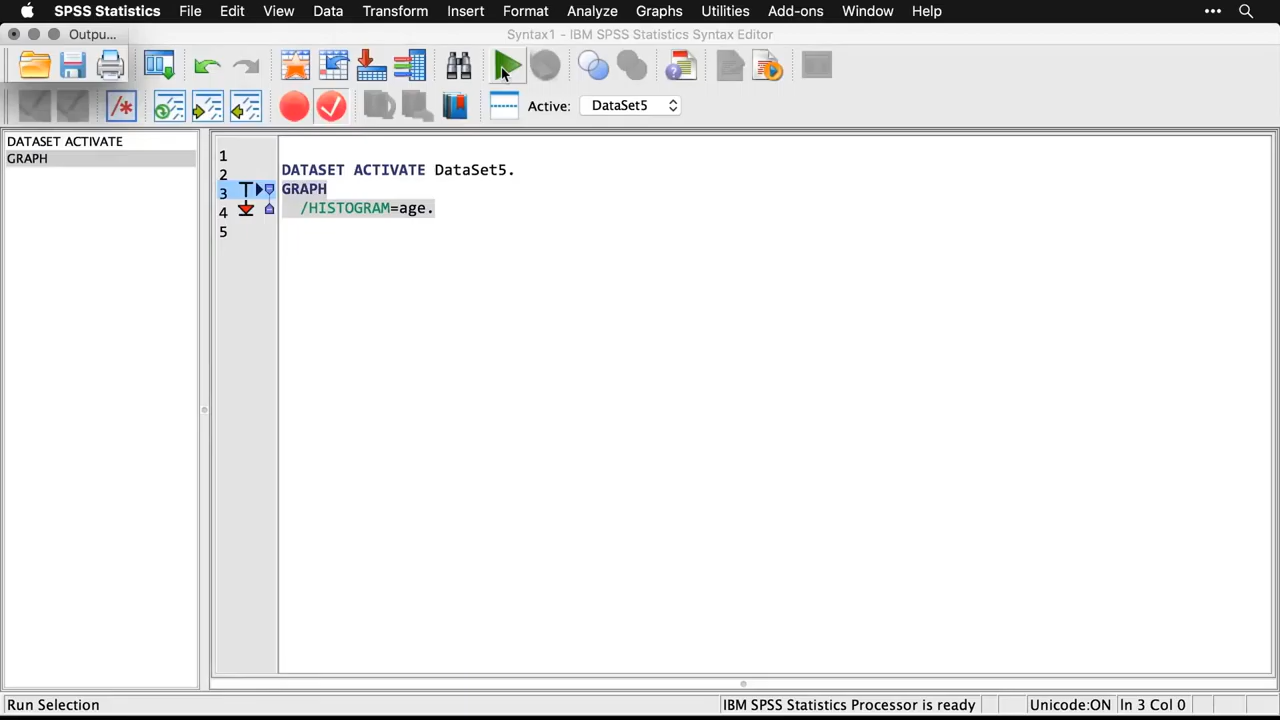 SPSS Statistics File Edit View Data Transform Insert Format Analyze Graphs Utilities Add-ons Window Help
Outpu... Syntax1 - IBM SPSS Statistics Syntax Editor
Active: DataSet5
DATASET ACTIVATE
GRAPH
1
2 DATASET ACTIVATE DataSet5.
3 GRAPH
4 /HISTOGRAM=age.
5
Run Selection IBM SPSS Statistics Processor is ready Unicode:ON In 3 Col 0